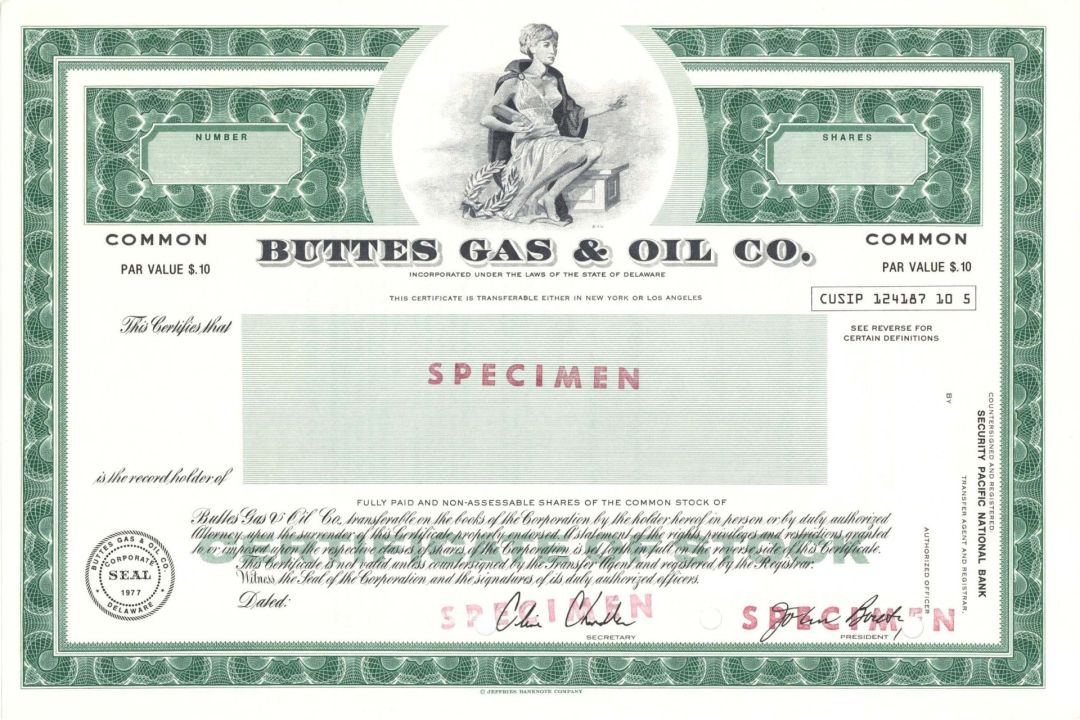 NUMBER
SHARES
COMMON
COMMON
PAR VALUE $.10
PAR VALUE $.10
BUTTES GAS & OIL CO.
INCORPORATED UNDER THE LAWS OF THE STATE OF DELAWARE
THIS CERTIFICATE IS TRANSFERABLE EITHER IN NEW YORK OR LOS ANGELES
CUSIP 124187 10 5
This Certifies that
SEE REVERSE FOR
CERTAIN DEFINITIONS
SPECIMEN
is the record holder of
FULLY PAID AND NON-ASSESSABLE SHARES OF THE COMMON STOCK OF
Buttes Gas & Oil Co., transferable on the books of the Corporation by the holder hereof in person or by duly authorized
Attorney, upon the surrender of this Certificate properly endorsed. A statement of the rights, privileges and restrictions granted
to or imposed upon the respective classes of shares of the Corporation is set forth in full on the reverse side of this Certificate.
This Certificate is not valid unless countersigned by the Transfer Agent and registered by the Registrar.
Witness the Seal of the Corporation, and the signatures of its duly authorized officers.
Dated:
BUTTES GAS & OIL CO.
CORPORATE
SEAL
1977
DELAWARE
SPECIMEN
SECRETARY
SPECIMEN
John
PRESIDENT
COUNTERSIGNED AND REGISTERED:
SECURITY PACIFIC NATIONAL BANK
TRANSFER AGENT AND REGISTRAR,
BY
AUTHORIZED OFFICER
© JEFFRIES BANKNOTE COMPANY